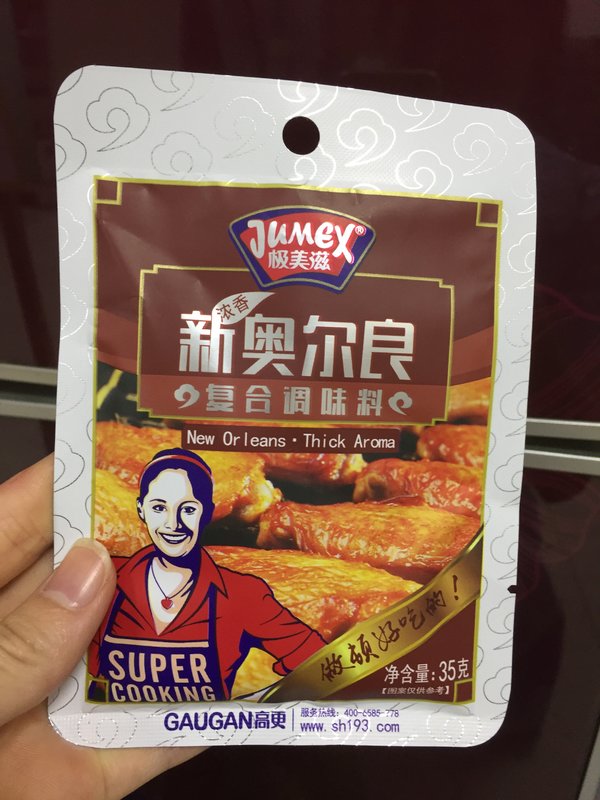 JUMEX®
极美滋
浓香
新奥尔良
复合调味料
New Orleans·Thick Aroma
做顿好吃的！
SUPER
COOKING
净含量:35克
【图案仅供参考】
GAUGAN高更
服务热线：400-6585-778
www.sh193.com